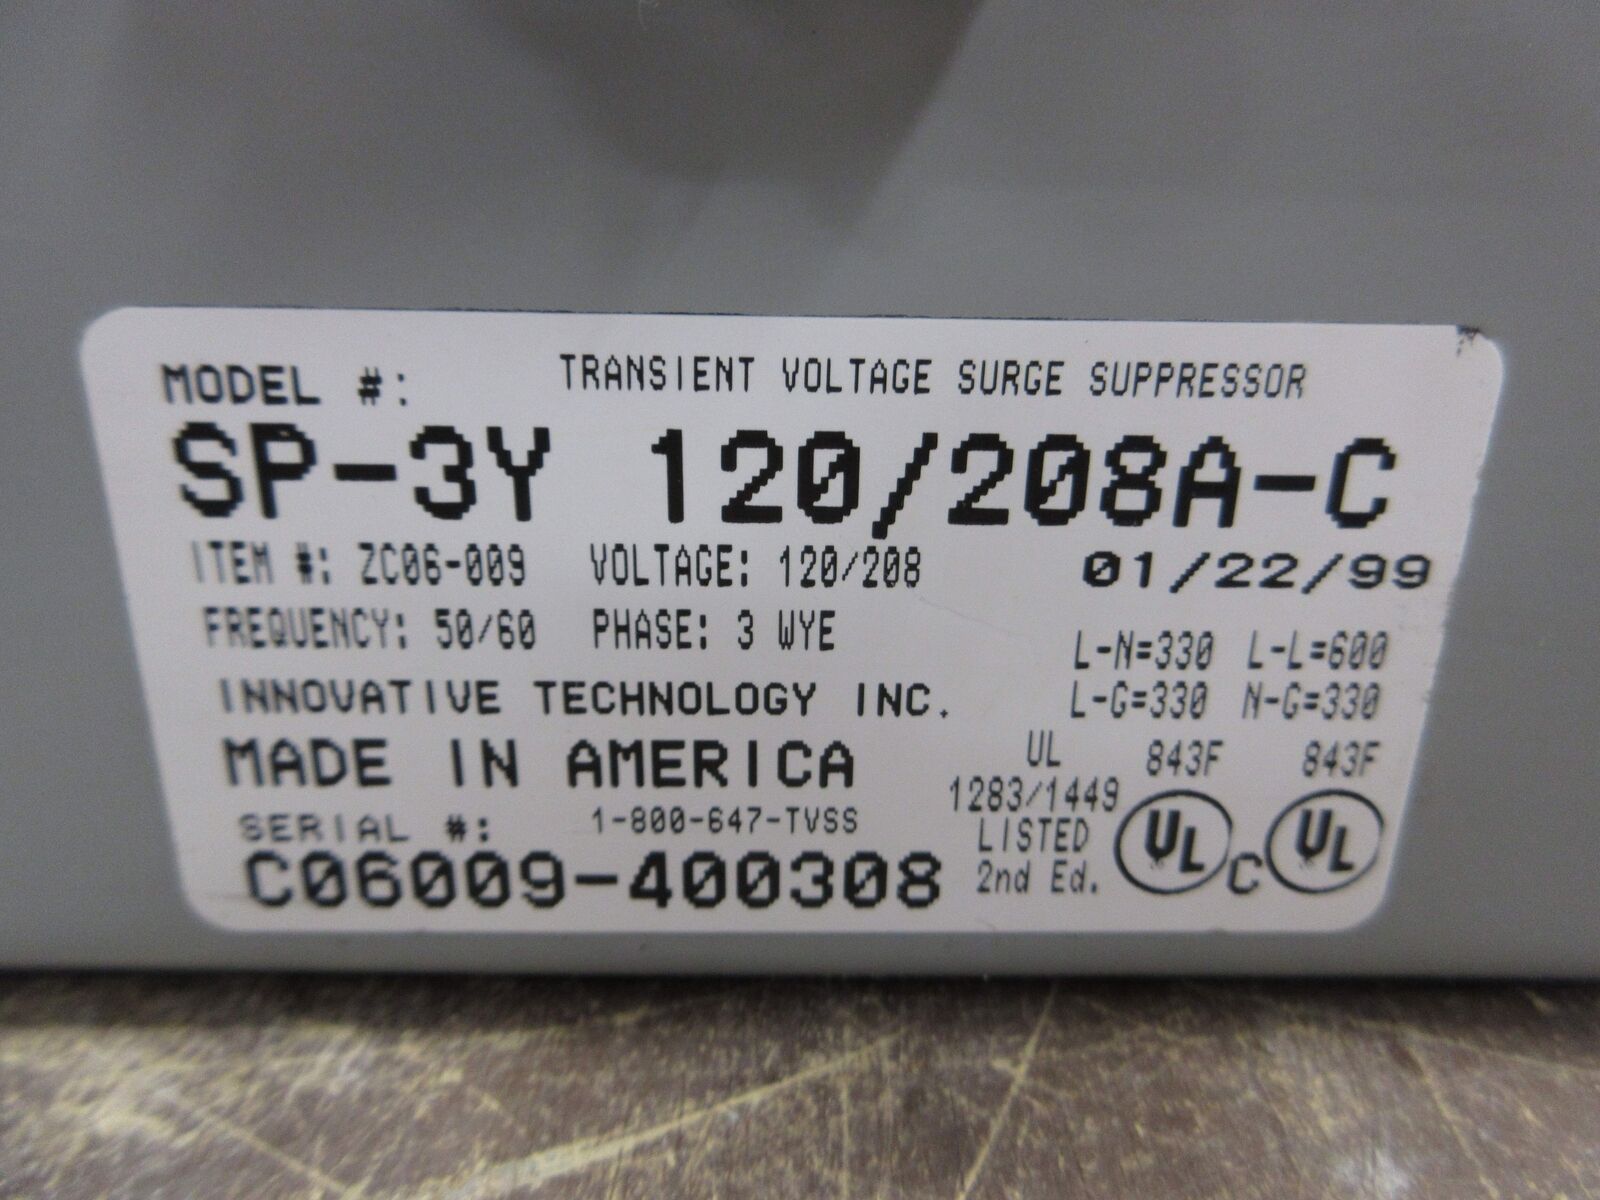 MODEL #: TRANSIENT VOLTAGE SURGE SUPPRESSOR
SP-3Y 120/208A-C
ITEM #: ZC06-009 VOLTAGE: 120/208 01/22/99
FREQUENCY: 50/60 PHASE: 3 WYE L-N=330 L-L=600
INNOVATIVE TECHNOLOGY INC. L-G=330 N-G=330
MADE IN AMERICA UL 843F 843F
1283/1449
SERIAL #: 1-800-647-TVSS LISTED UL C UL
C06009-400308 2nd Ed.